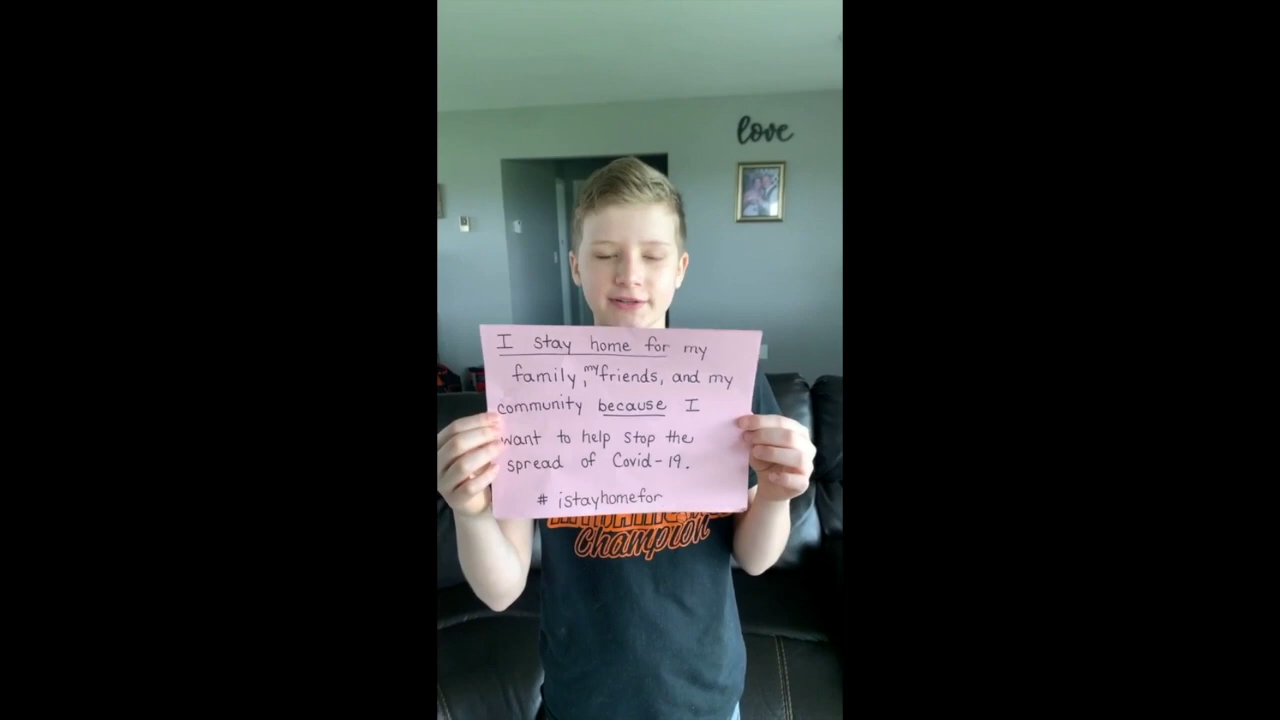 love
I stay home for my
family, my friends, and my
community because I
want to help stop the
spread of Covid-19.
# istayhomefor
Champion